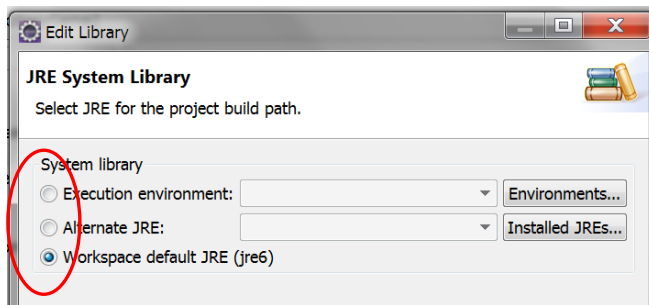 Edit Library
JRE System Library
Select JRE for the project build path.
System library
Execution environment: Environments...
Alternate JRE: Installed JREs...
Workspace default JRE (jre6)